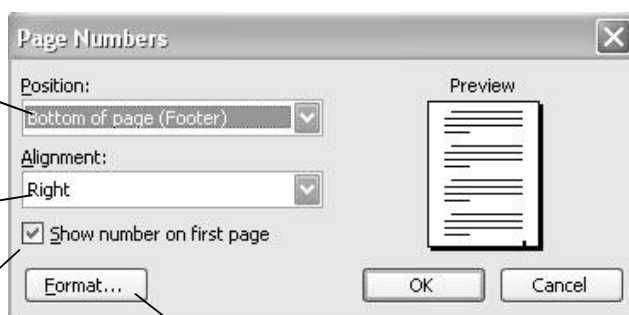 Page Numbers
Position:
Preview
Bottom of page (Footer)
Alignment:
Right
Show number on first page
Format...
OK
Cancel